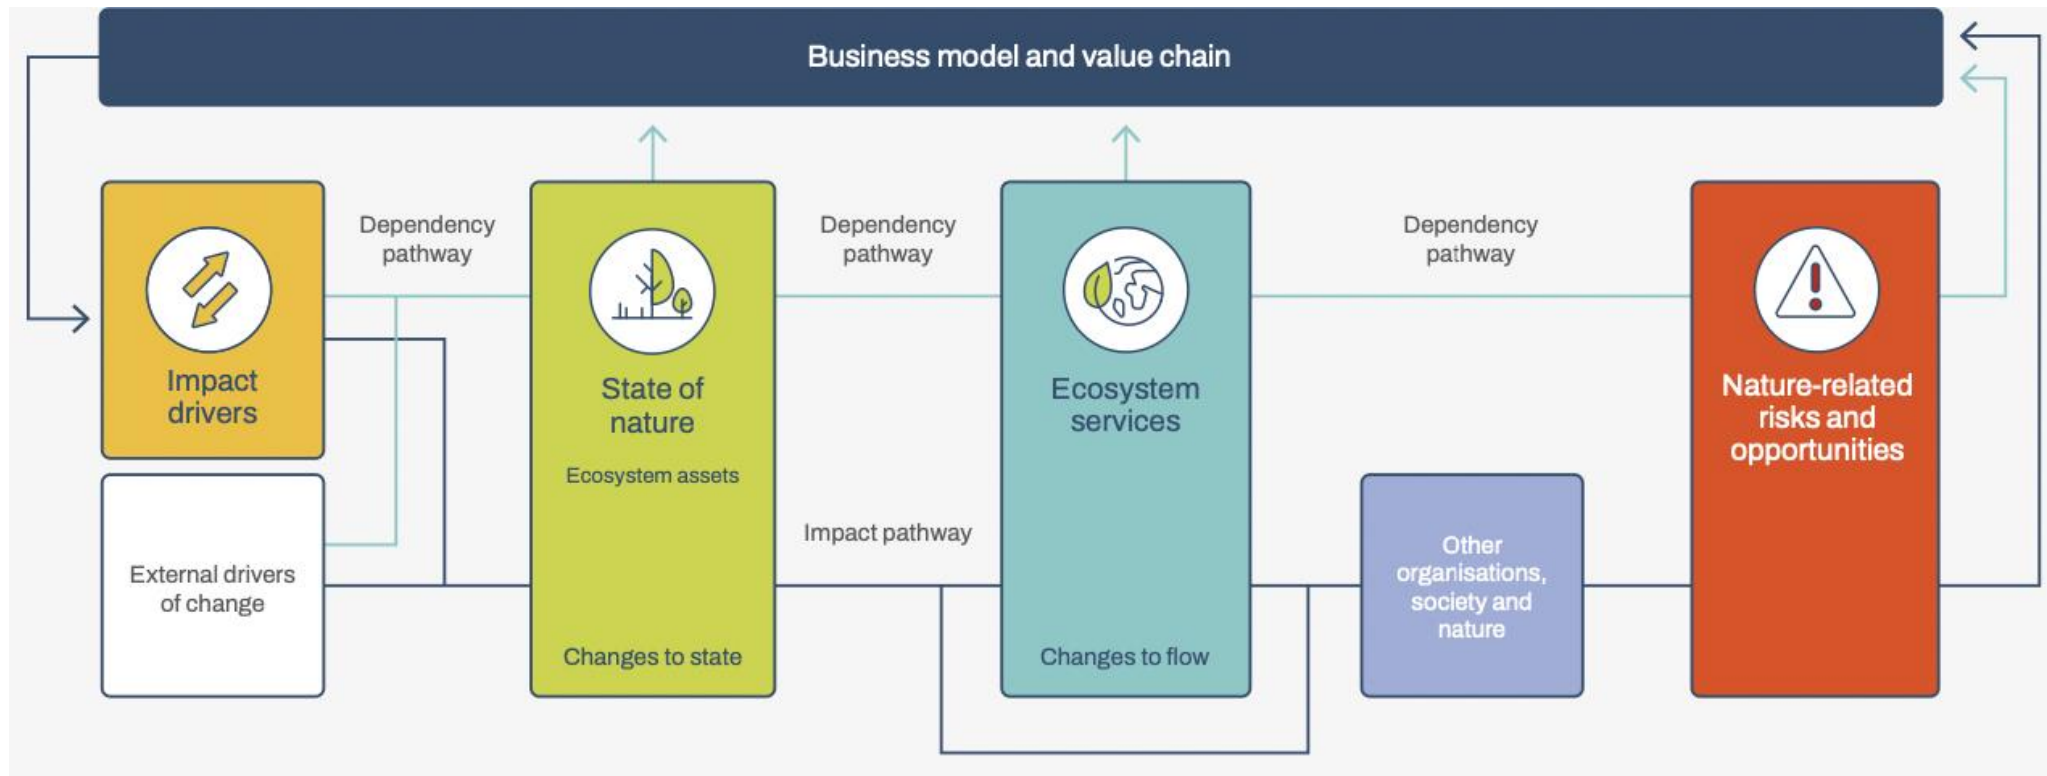 Business model and value chain
Dependency
pathway
Dependency
pathway
Dependency
pathway
Impact
drivers
State of
nature
Ecosystem assets
Ecosystem
services
Nature-related
risks and
opportunities
Impact pathway
External drivers
of change
Other
organisations,
society and
nature
Changes to state
Changes to flow